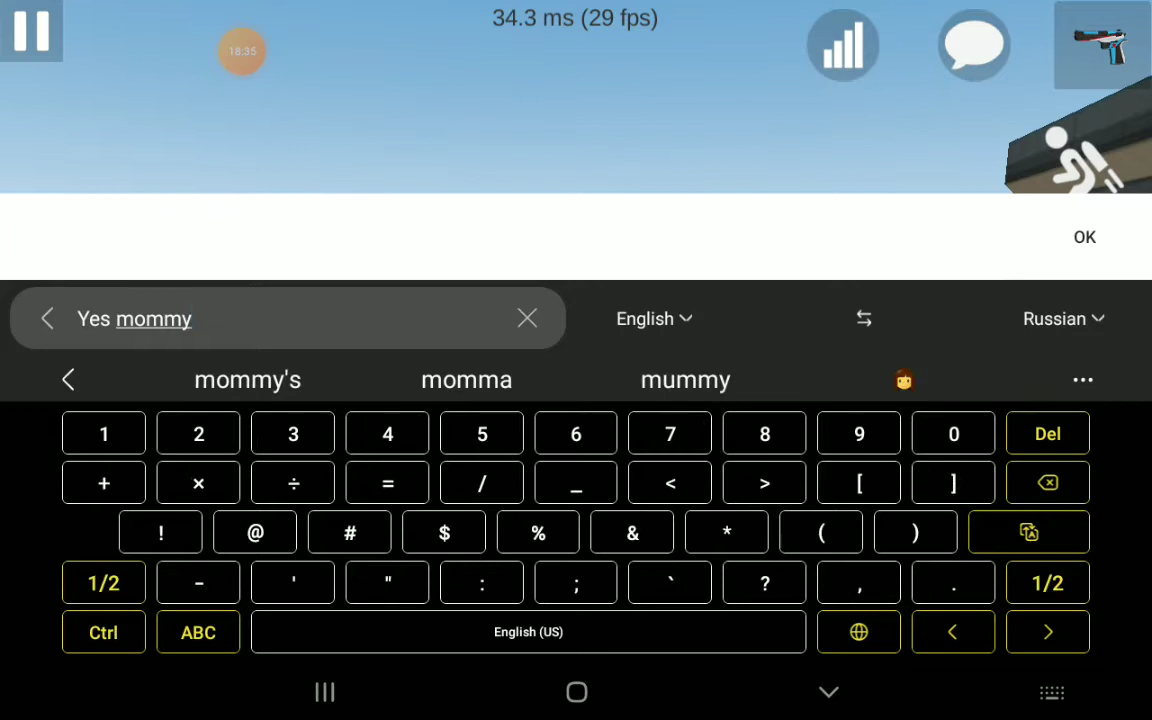 34.3 ms (29 fps)
18:35
OK
Yes mommy
English
Russian
mommy's momma mummy
1 2 3 4 5 6 7 8 9 0 Del
+ × ÷ = / _ < > [ ]
! @ # $ % & * ( )
1/2 - ' " : ; ` ? , . 1/2
Ctrl ABC English (US) < >